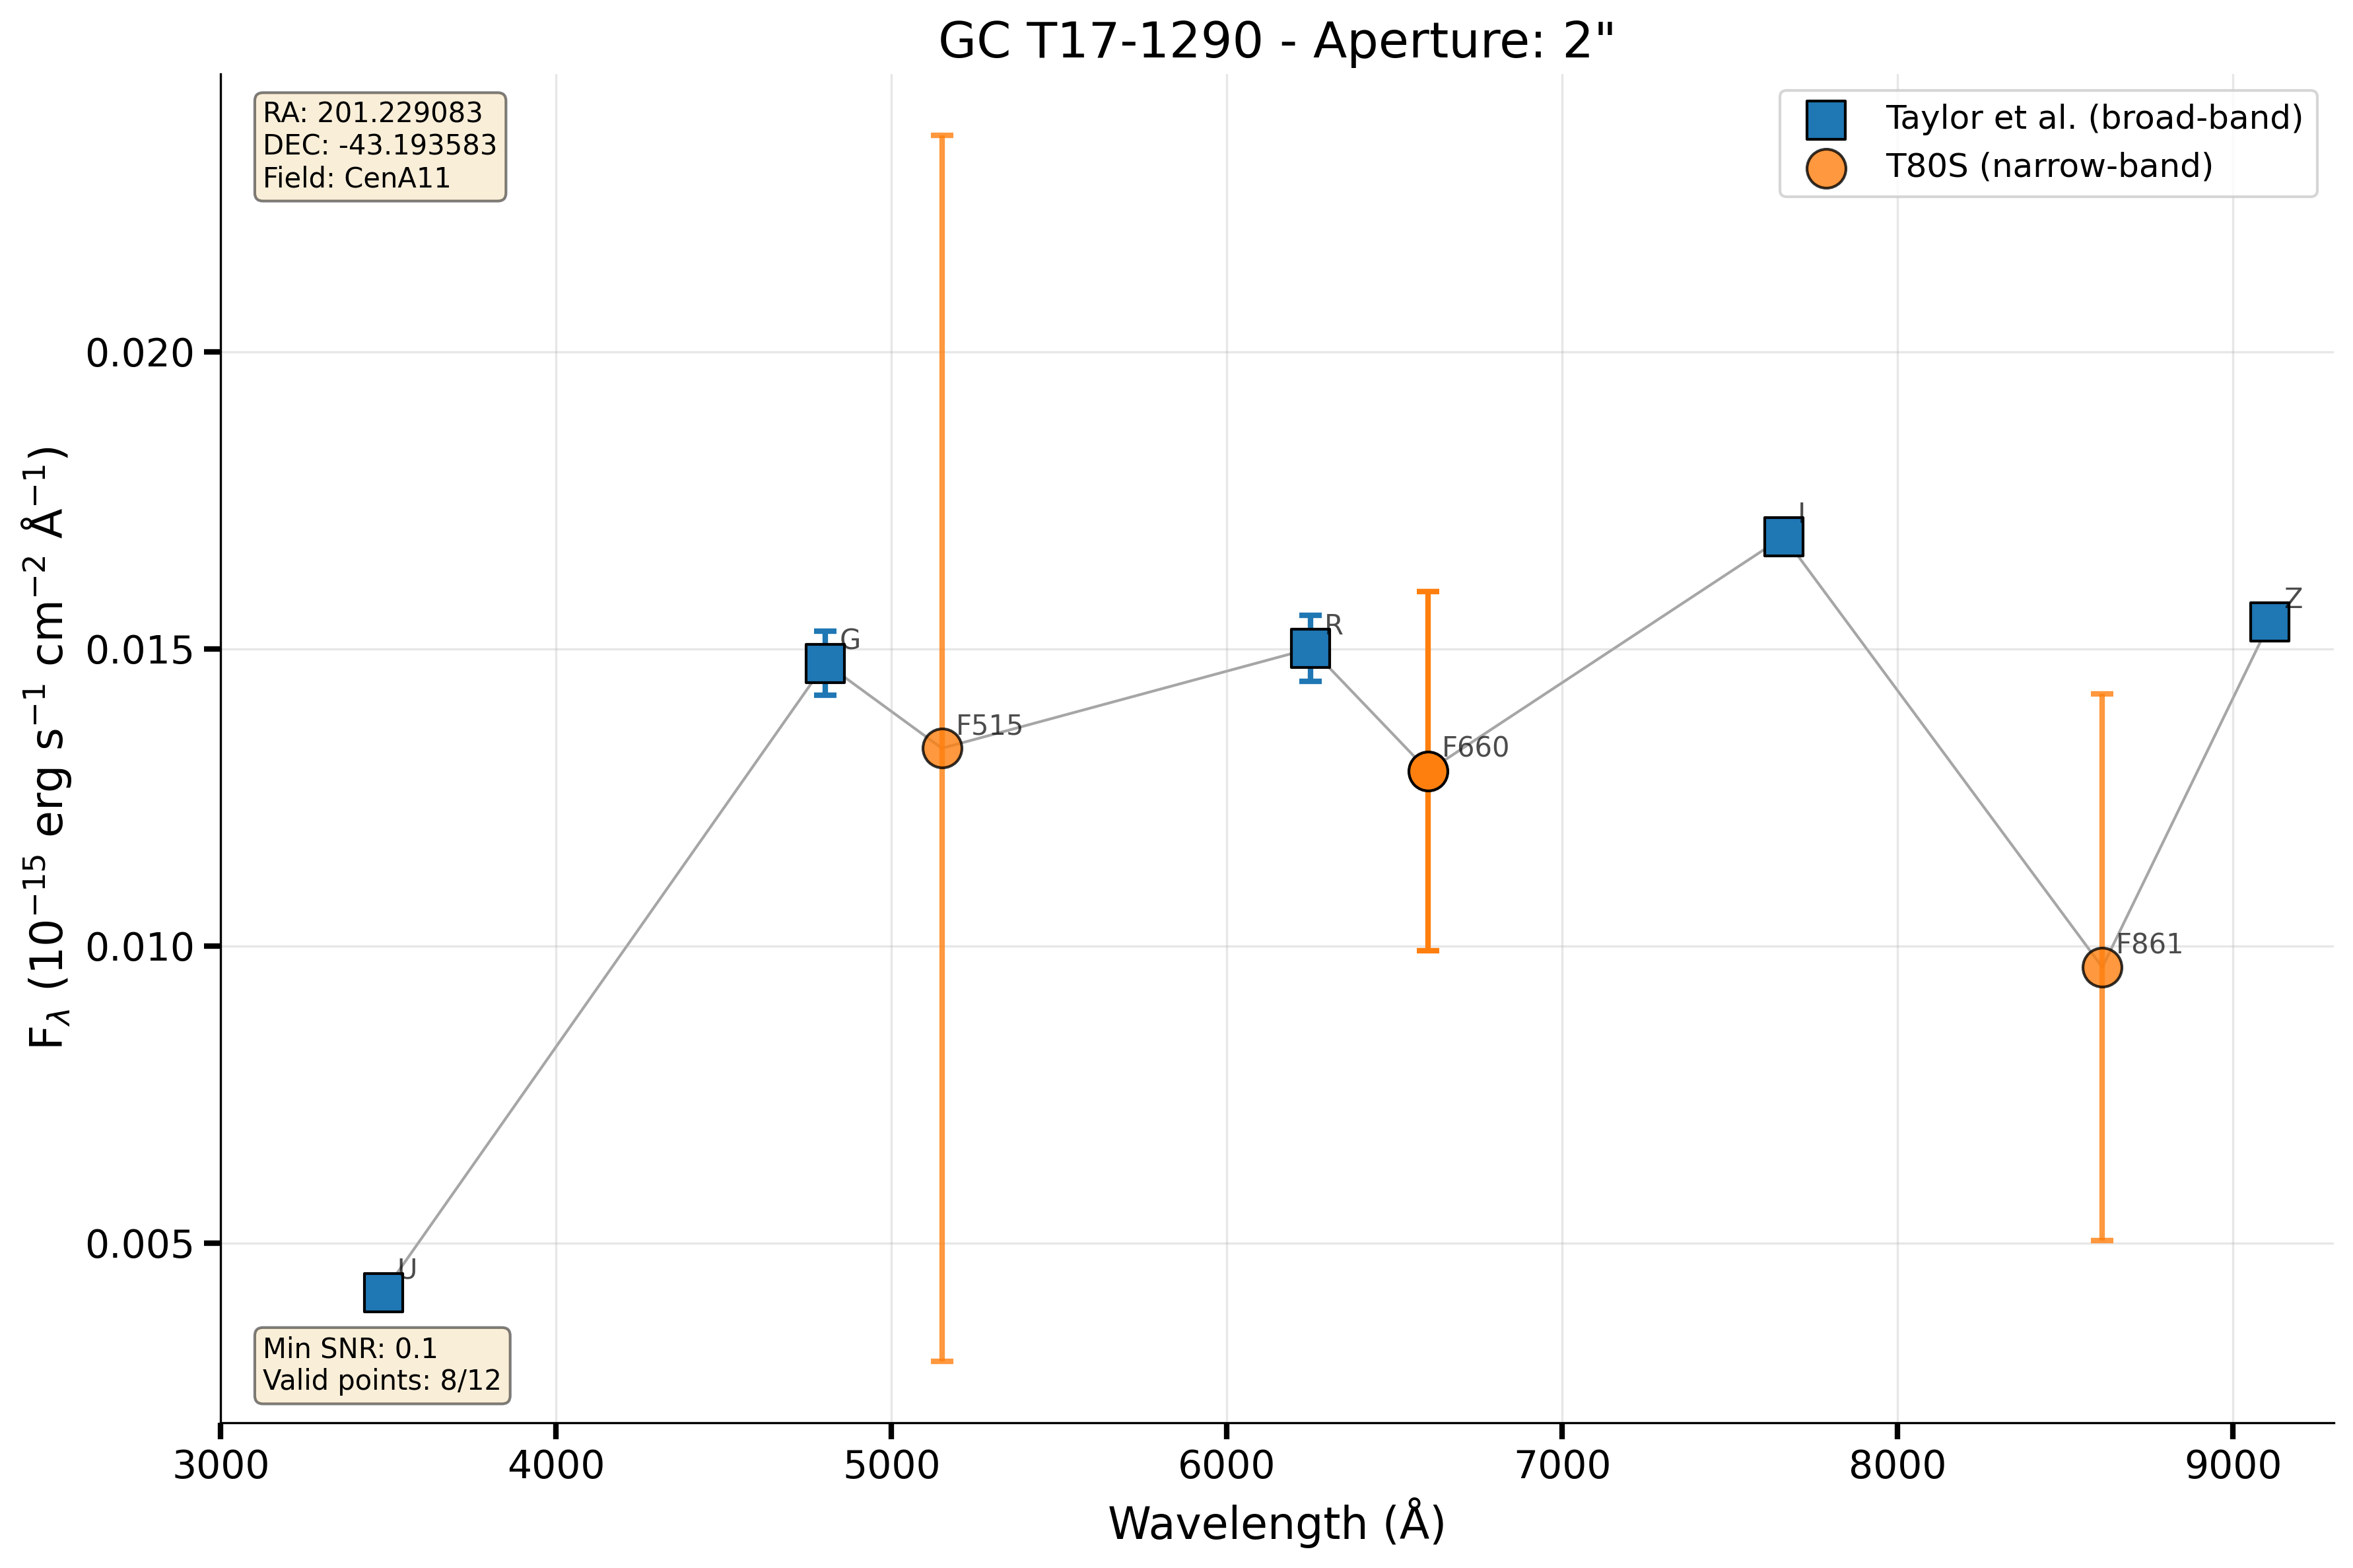 GC T17-1290 - Aperture: 2"
RA: 201.229083
DEC: -43.193583
Field: CenA11
Taylor et al. (broad-band)
T80S (narrow-band)
0.020
0.015
0.010
0.005
F_λ (10⁻¹⁵ erg s⁻¹ cm⁻² Å⁻¹)
U
G
F515
R
F660
I
F861
Z
Min SNR: 0.1
Valid points: 8/12
3000 4000 5000 6000 7000 8000 9000
Wavelength (Å)